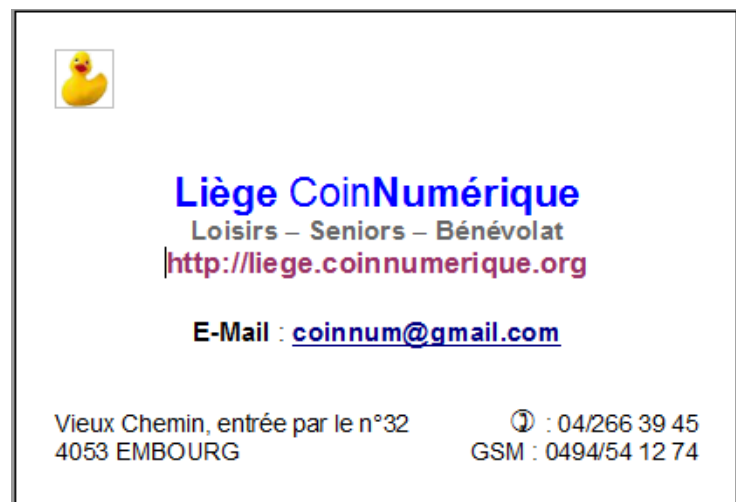 Liège CoinNumérique
Loisirs – Seniors – Bénévolat
http://liege.coinnumerique.org
E-Mail : coinnum@gmail.com
Vieux Chemin, entrée par le n°32
4053 EMBOURG
✆ : 04/266 39 45
GSM : 0494/54 12 74